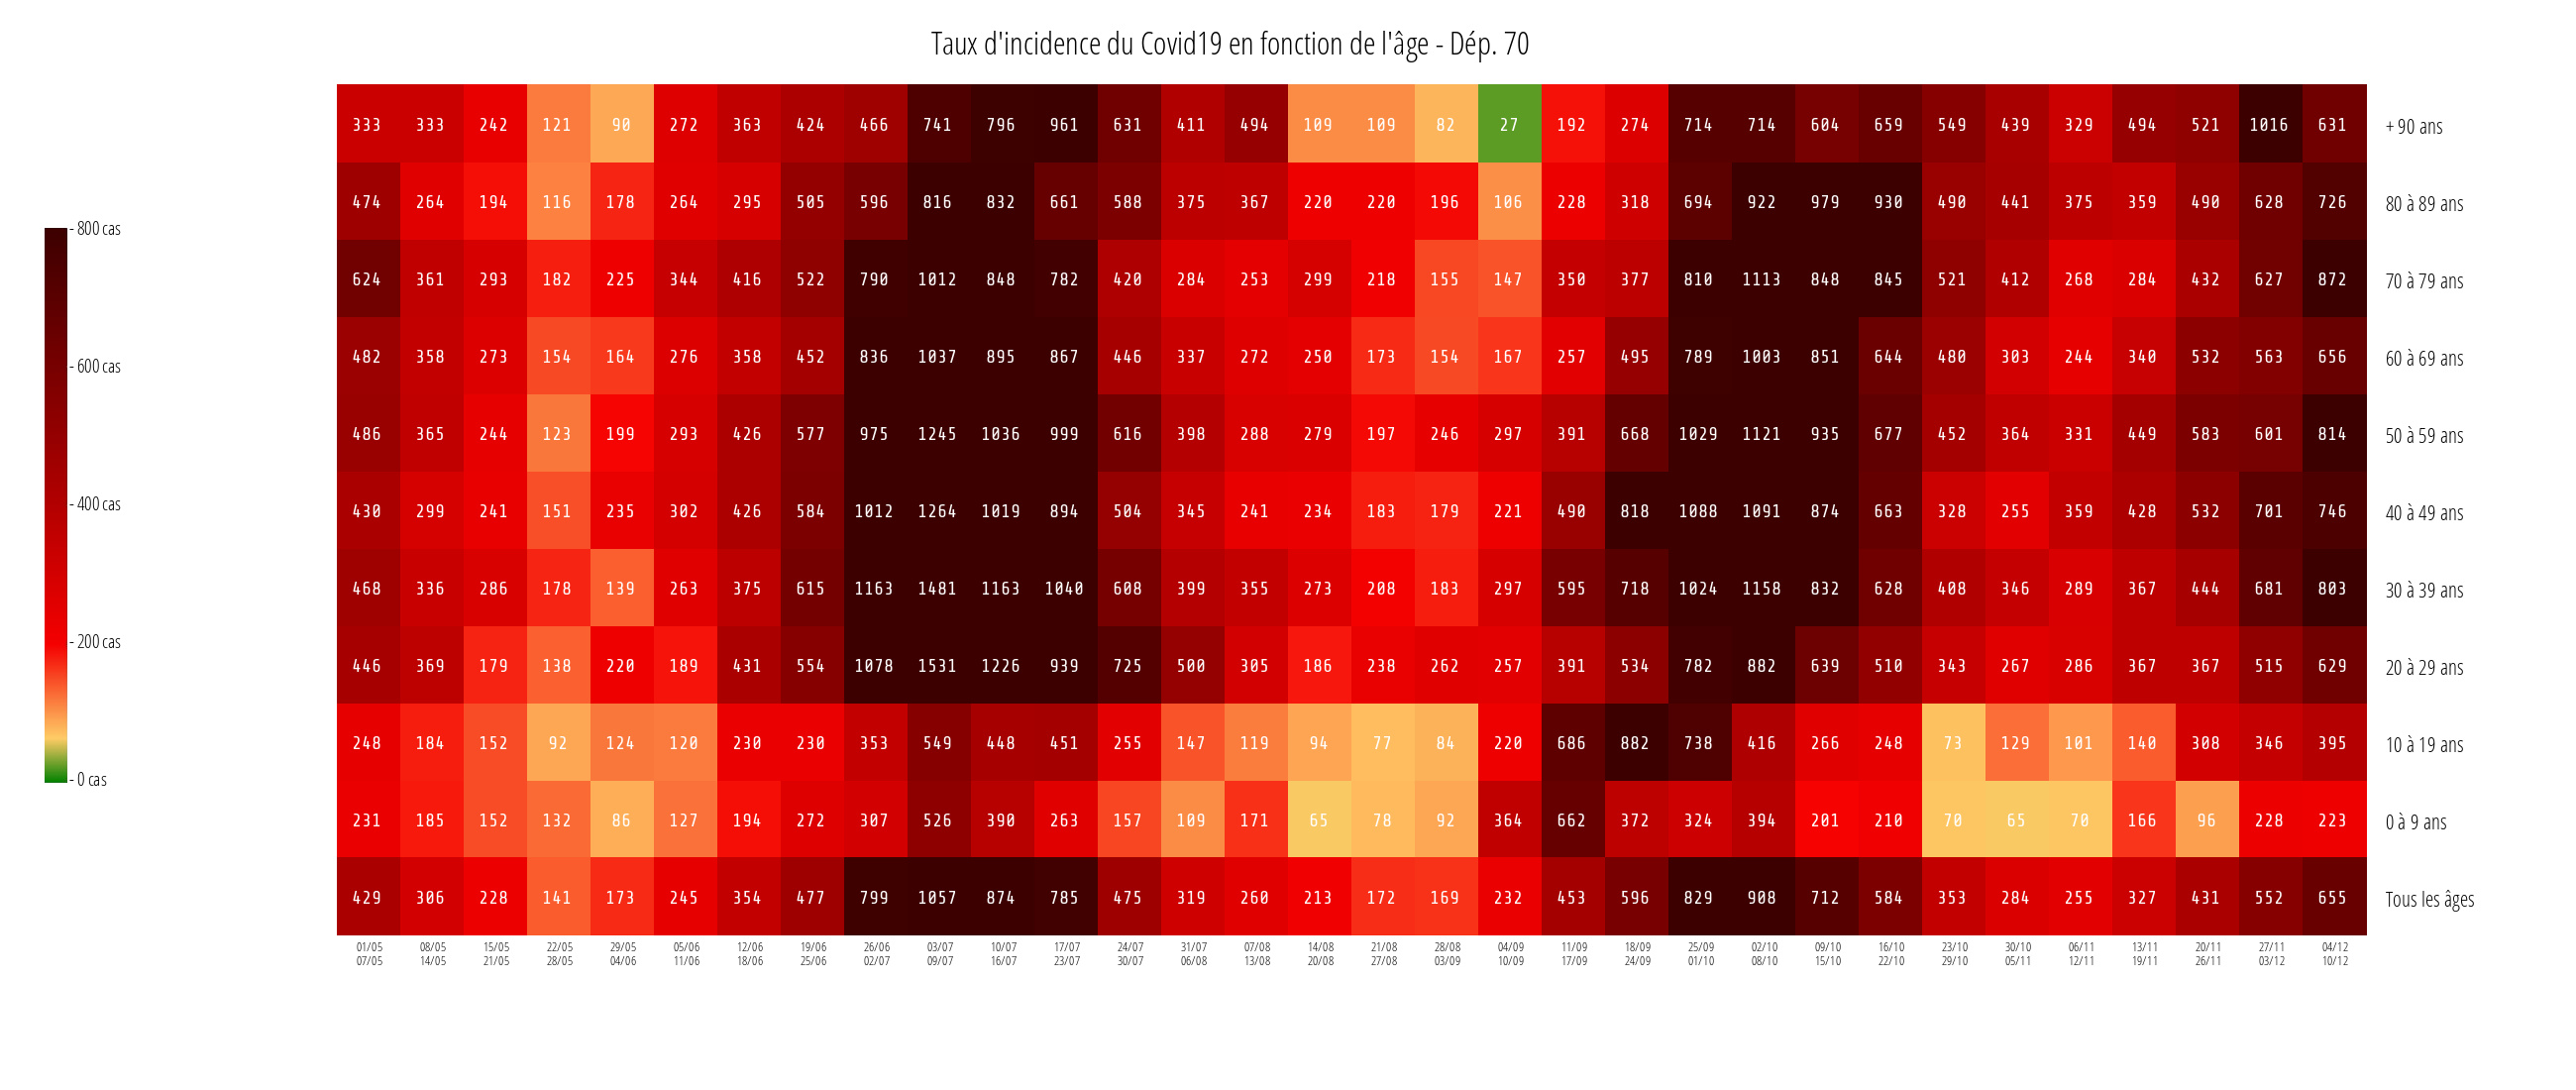 Taux d'incidence du Covid19 en fonction de l'âge - Dép. 70
- 800 cas
- 600 cas
- 400 cas
- 200 cas
- 0 cas
333 333 242 121 90 272 363 424 466 741 796 961 631 411 494 109 109 82 27 192 274 714 714 604 659 549 439 329 494 521 1016 631 + 90 ans
474 264 194 116 178 264 295 505 596 816 832 661 588 375 367 220 220 196 106 228 318 694 922 979 930 490 441 375 359 490 628 726 80 à 89 ans
624 361 293 182 225 344 416 522 790 1012 848 782 420 284 253 299 218 155 147 350 377 810 1113 848 845 521 412 268 284 432 627 872 70 à 79 ans
482 358 273 154 164 276 358 452 836 1037 895 867 446 337 272 250 173 154 167 257 495 789 1003 851 644 480 303 244 340 532 563 656 60 à 69 ans
486 365 244 123 199 293 426 577 975 1245 1036 999 616 398 288 279 197 246 297 391 668 1029 1121 935 677 452 364 331 449 583 601 814 50 à 59 ans
430 299 241 151 235 302 426 584 1012 1264 1019 894 504 345 241 234 183 179 221 490 818 1088 1091 874 663 328 255 359 428 532 701 746 40 à 49 ans
468 336 286 178 139 263 375 615 1163 1481 1163 1040 608 399 355 273 208 183 297 595 718 1024 1158 832 628 408 346 289 367 444 681 803 30 à 39 ans
446 369 179 138 220 189 431 554 1078 1531 1226 939 725 500 305 186 238 262 257 391 534 782 882 639 510 343 267 286 367 367 515 629 20 à 29 ans
248 184 152 92 124 120 230 230 353 549 448 451 255 147 119 94 77 84 220 686 882 738 416 266 248 73 129 101 140 308 346 395 10 à 19 ans
231 185 152 132 86 127 194 272 307 526 390 263 157 109 171 65 78 92 364 662 372 324 394 201 210 70 65 70 166 96 228 223 0 à 9 ans
429 306 228 141 173 245 354 477 799 1057 874 785 475 319 260 213 172 169 232 453 596 829 908 712 584 353 284 255 327 431 552 655 Tous les âges
01/05 08/05 15/05 22/05 29/05 05/06 12/06 19/06 26/06 03/07 10/07 17/07 24/07 31/07 07/08 14/08 21/08 28/08 04/09 11/09 18/09 25/09 02/10 09/10 16/10 23/10 30/10 06/11 13/11 20/11 27/11 04/12
07/05 14/05 21/05 28/05 04/06 11/06 18/06 25/06 02/07 09/07 16/07 23/07 30/07 06/08 13/08 20/08 27/08 03/09 10/09 17/09 24/09 01/10 08/10 15/10 22/10 29/10 05/11 12/11 19/11 26/11 03/12 10/12